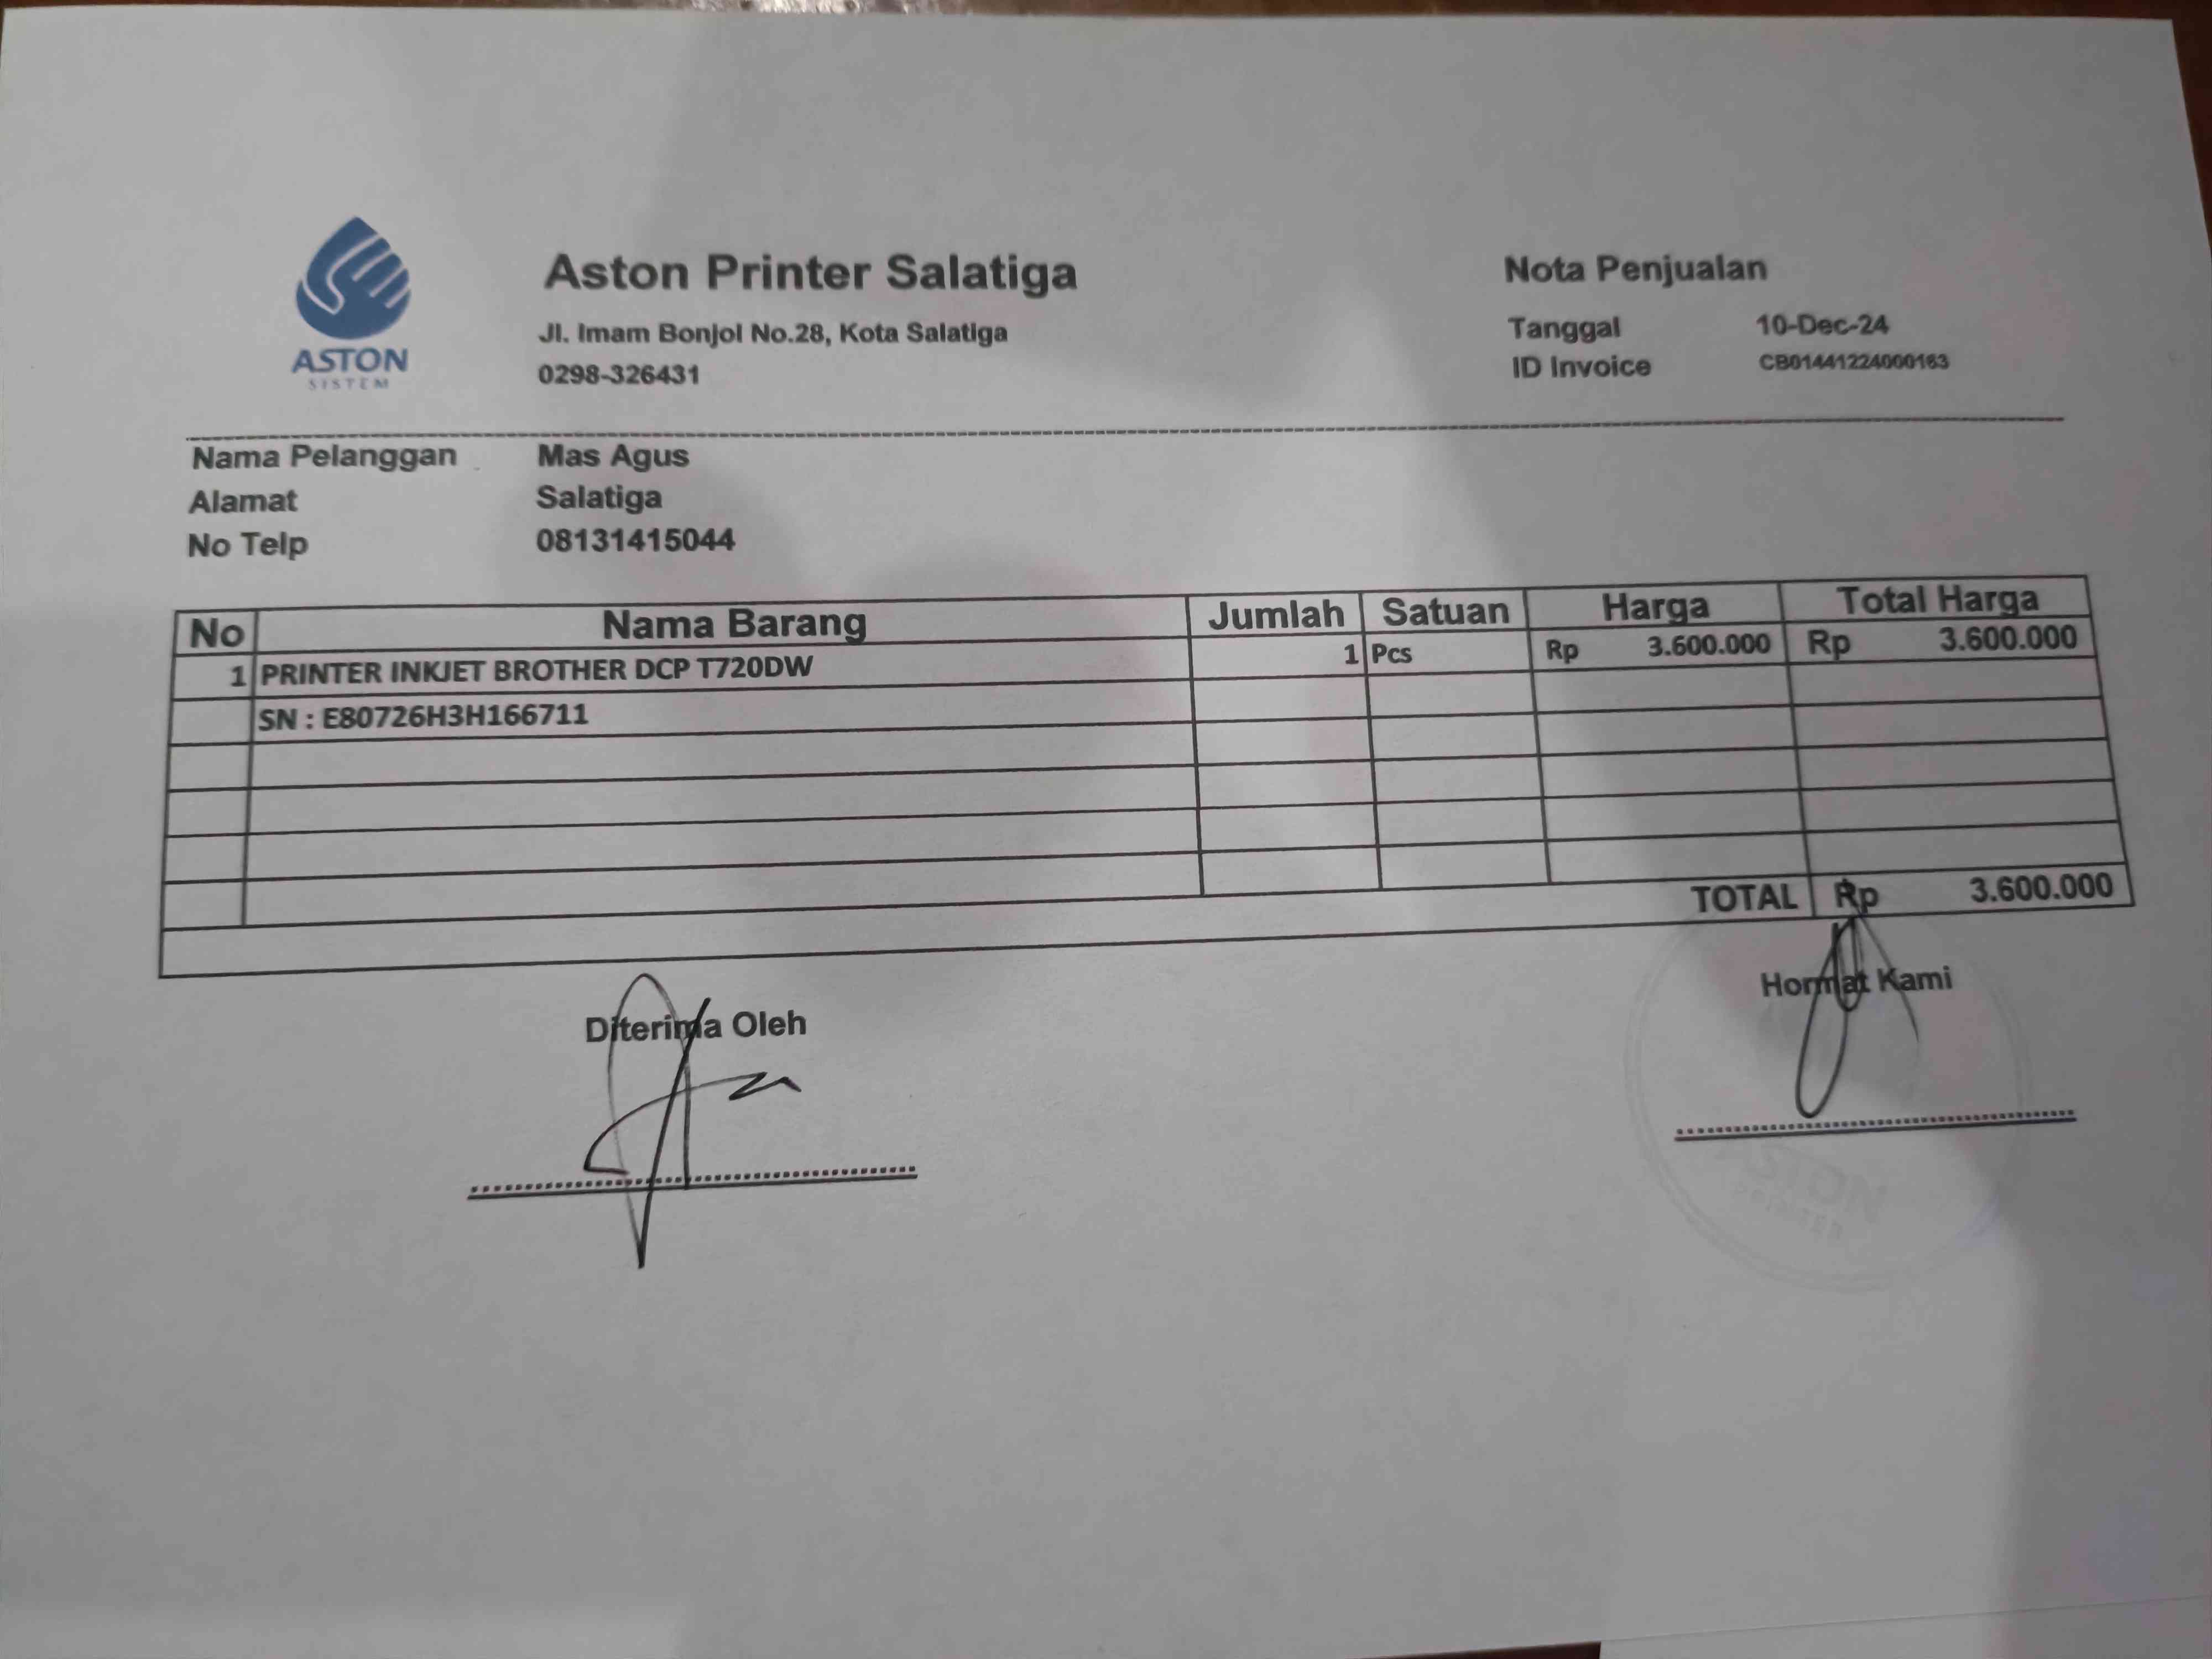 ASTON
SISTEM
Aston Printer Salatiga
Jl. Imam Bonjol No.28, Kota Salatiga
0298-326431
Nota Penjualan
Tanggal 10-Dec-24
ID Invoice CB01441224000163
Nama Pelanggan Mas Agus
Alamat Salatiga
No Telp 08131415044
No Nama Barang Jumlah Satuan Harga Total Harga
1 PRINTER INKJET BROTHER DCP T720DW 1 Pcs Rp 3.600.000 Rp 3.600.000
SN : E80726H3H166711
TOTAL Rp 3.600.000
Diterima Oleh
Hormat Kami